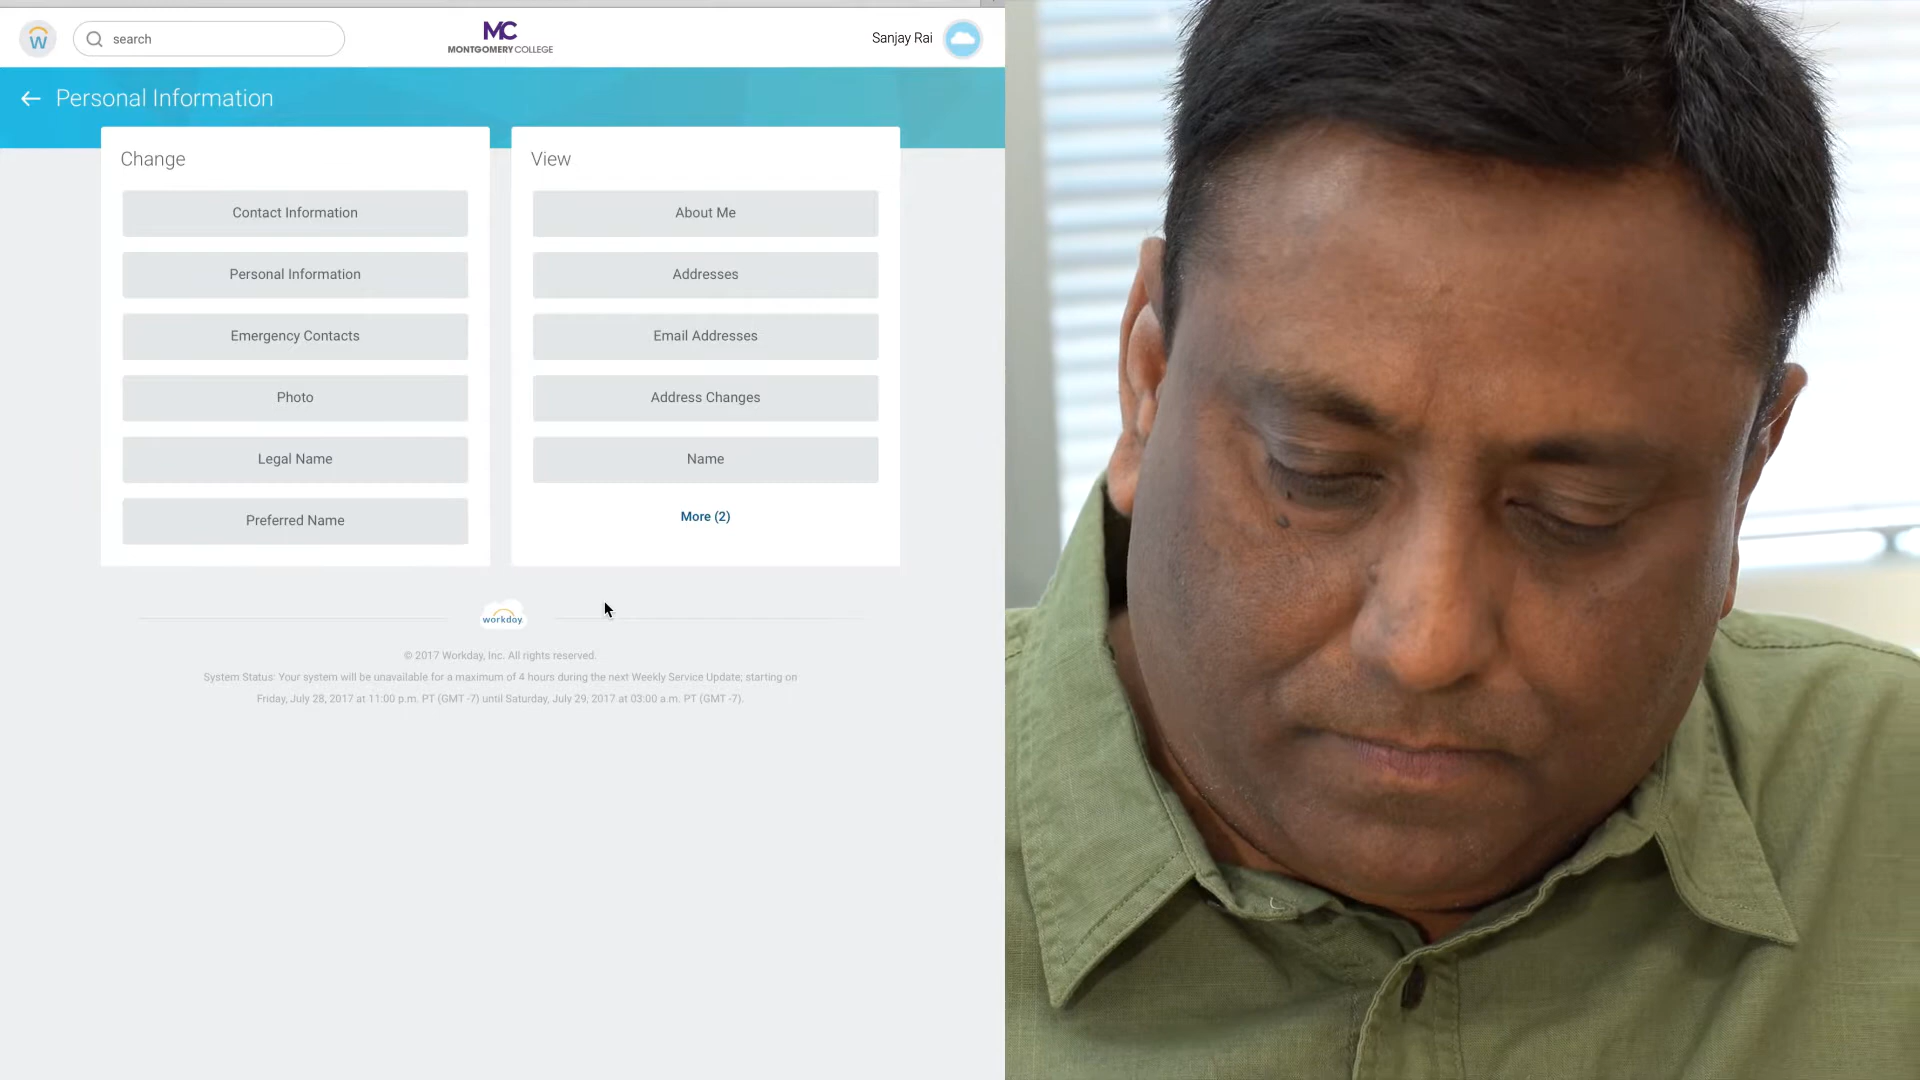 W
search
MC
MONTGOMERY COLLEGE
Sanjay Rai
Personal Information
Change
Contact Information
Personal Information
Emergency Contacts
Photo
Legal Name
Preferred Name
View
About Me
Addresses
Email Addresses
Address Changes
Name
More (2)
workday
© 2017 Workday, Inc. All rights reserved.
System Status: Your system will be unavailable for a maximum of 4 hours during the next Weekly Service Update; starting on
Friday, July 28, 2017 at 11:00 p.m. PT (GMT -7) until Saturday, July 29, 2017 at 03:00 a.m. PT (GMT -7).